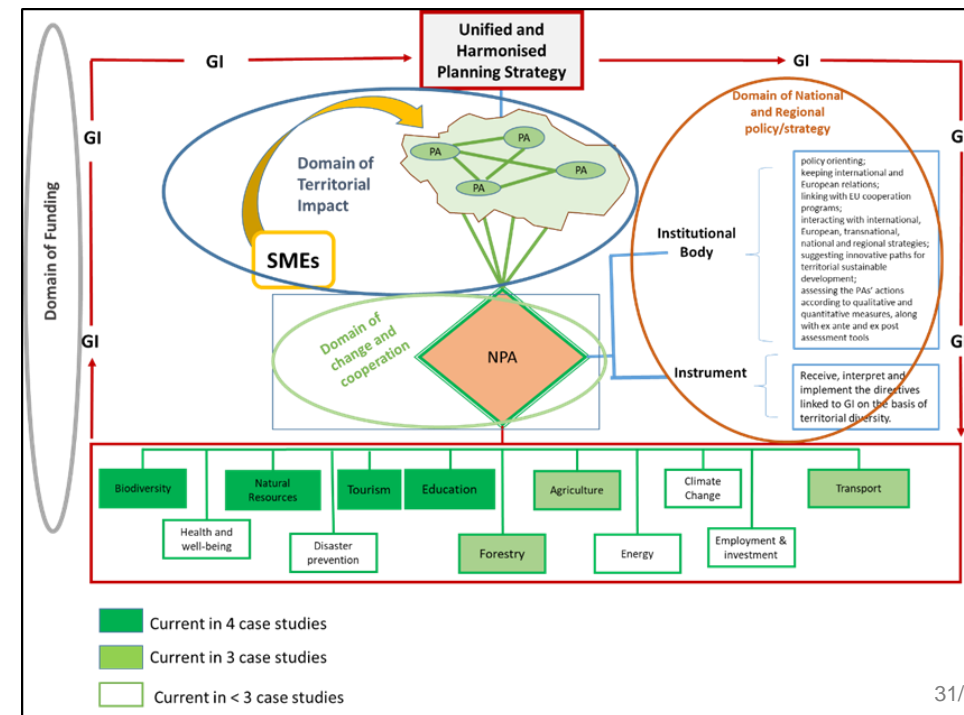 Unified and
Harmonised
Planning Strategy
GI
GI
GI
GI
G
G
Domain of Funding
Domain of
Territorial
Impact
SMEs
PA
PA
PA
PA
Domain of National
and Regional
policy/strategy
policy orienting;
keeping international and
European relations;
linking with EU cooperation
programs;
interacting with international,
European, transnational,
national and regional strategies;
suggesting innovative paths for
territorial sustainable
development;
assessing the PAs' actions
according to qualitative and
quantitative measures, along
with ex ante and ex post
assessment tools
Institutional
Body
Domain of
change and
cooperation
NPA
Instrument
Receive, interpret and
implement the directives
linked to GI on the basis of
territorial diversity.
Biodiversity
Natural
Resources
Tourism
Education
Agriculture
Climate
Change
Transport
Health and
well-being
Disaster
prevention
Forestry
Energy
Employment &
investment
Current in 4 case studies
Current in 3 case studies
Current in < 3 case studies
31/